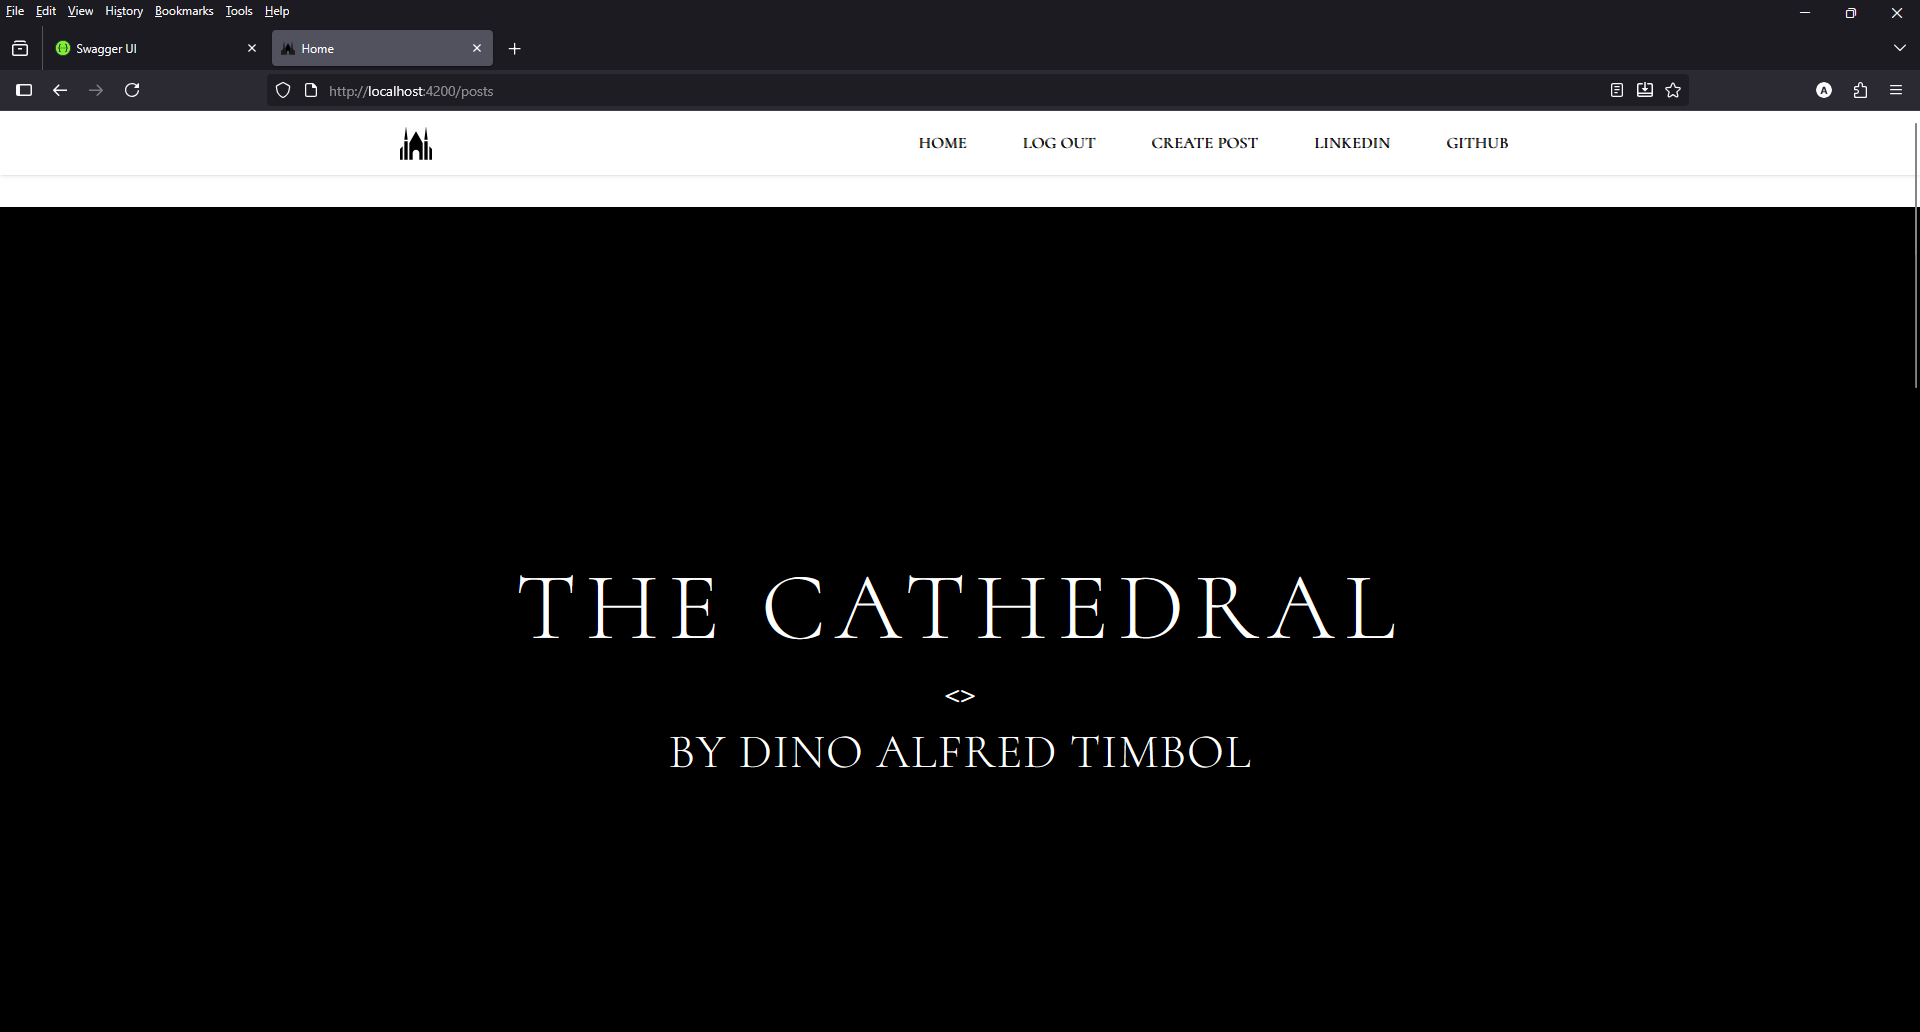 File Edit View History Bookmarks Tools Help
Swagger UI
Home
http://localhost:4200/posts
A
HOME LOG OUT CREATE POST LINKEDIN GITHUB
THE CATHEDRAL
<>
BY DINO ALFRED TIMBOL